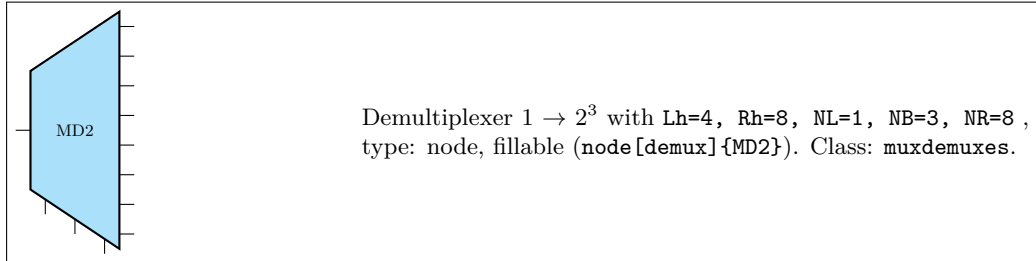 MD2
Demultiplexer 1 → 2³ with Lh=4, Rh=8, NL=1, NB=3, NR=8 ,
type: node, fillable (node[demux]{MD2}). Class: muxdemuxes.